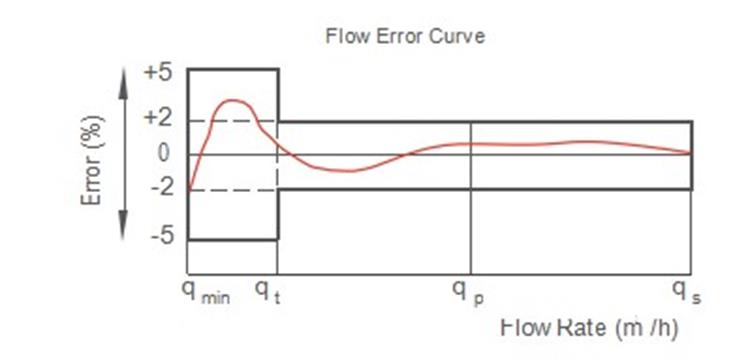 Flow Error Curve
+5
+2
0
-2
-5
Error (%)
q min q t q p q s
Flow Rate (m /h)